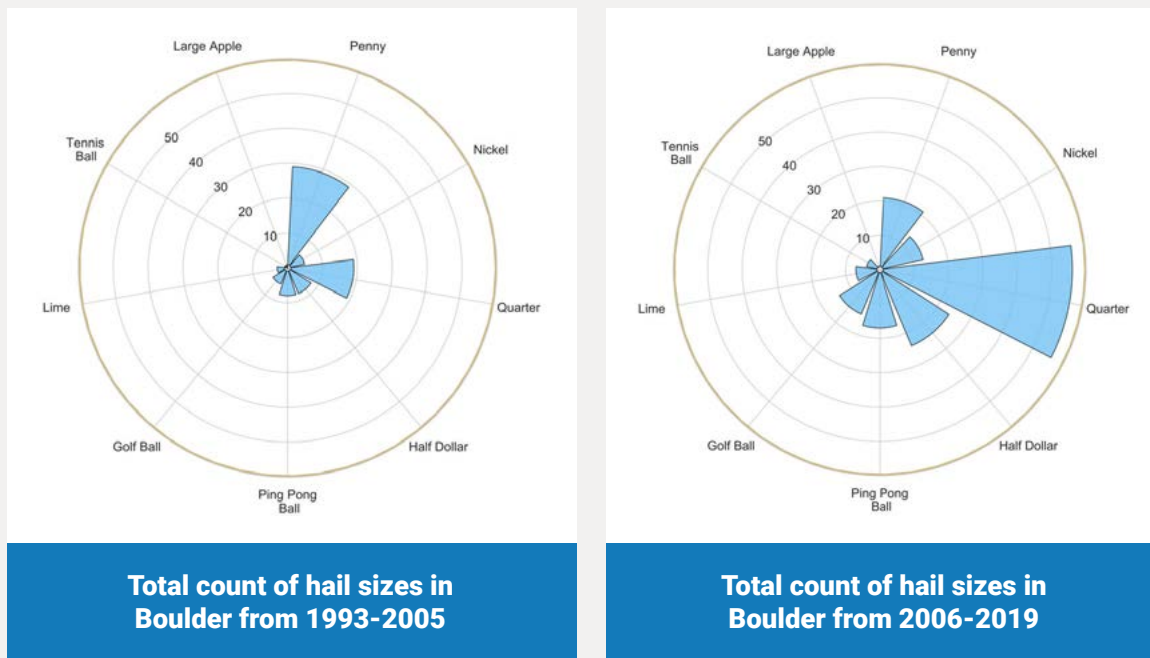 Large Apple
Penny
Tennis
Ball
50
40
30
20
10
Nickel
Lime
Quarter
Golf Ball
Half Dollar
Ping Pong
Ball
Total count of hail sizes in
Boulder from 1993-2005
Large Apple
Penny
Tennis
Ball
50
40
30
20
10
Nickel
Lime
Quarter
Golf Ball
Half Dollar
Ping Pong
Ball
Total count of hail sizes in
Boulder from 2006-2019